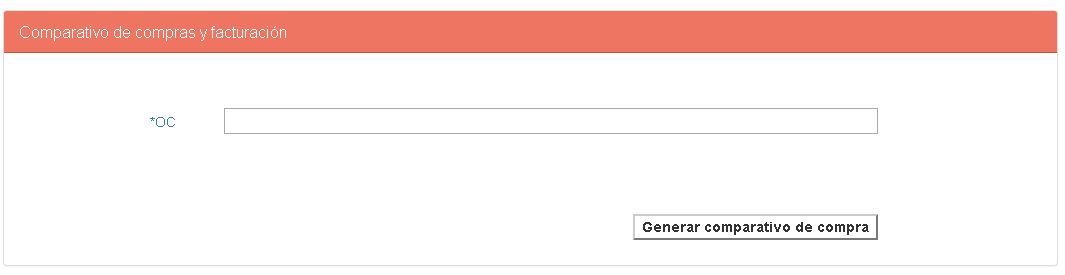 Comparativo de compras y facturación
*OC
Generar comparativo de compra